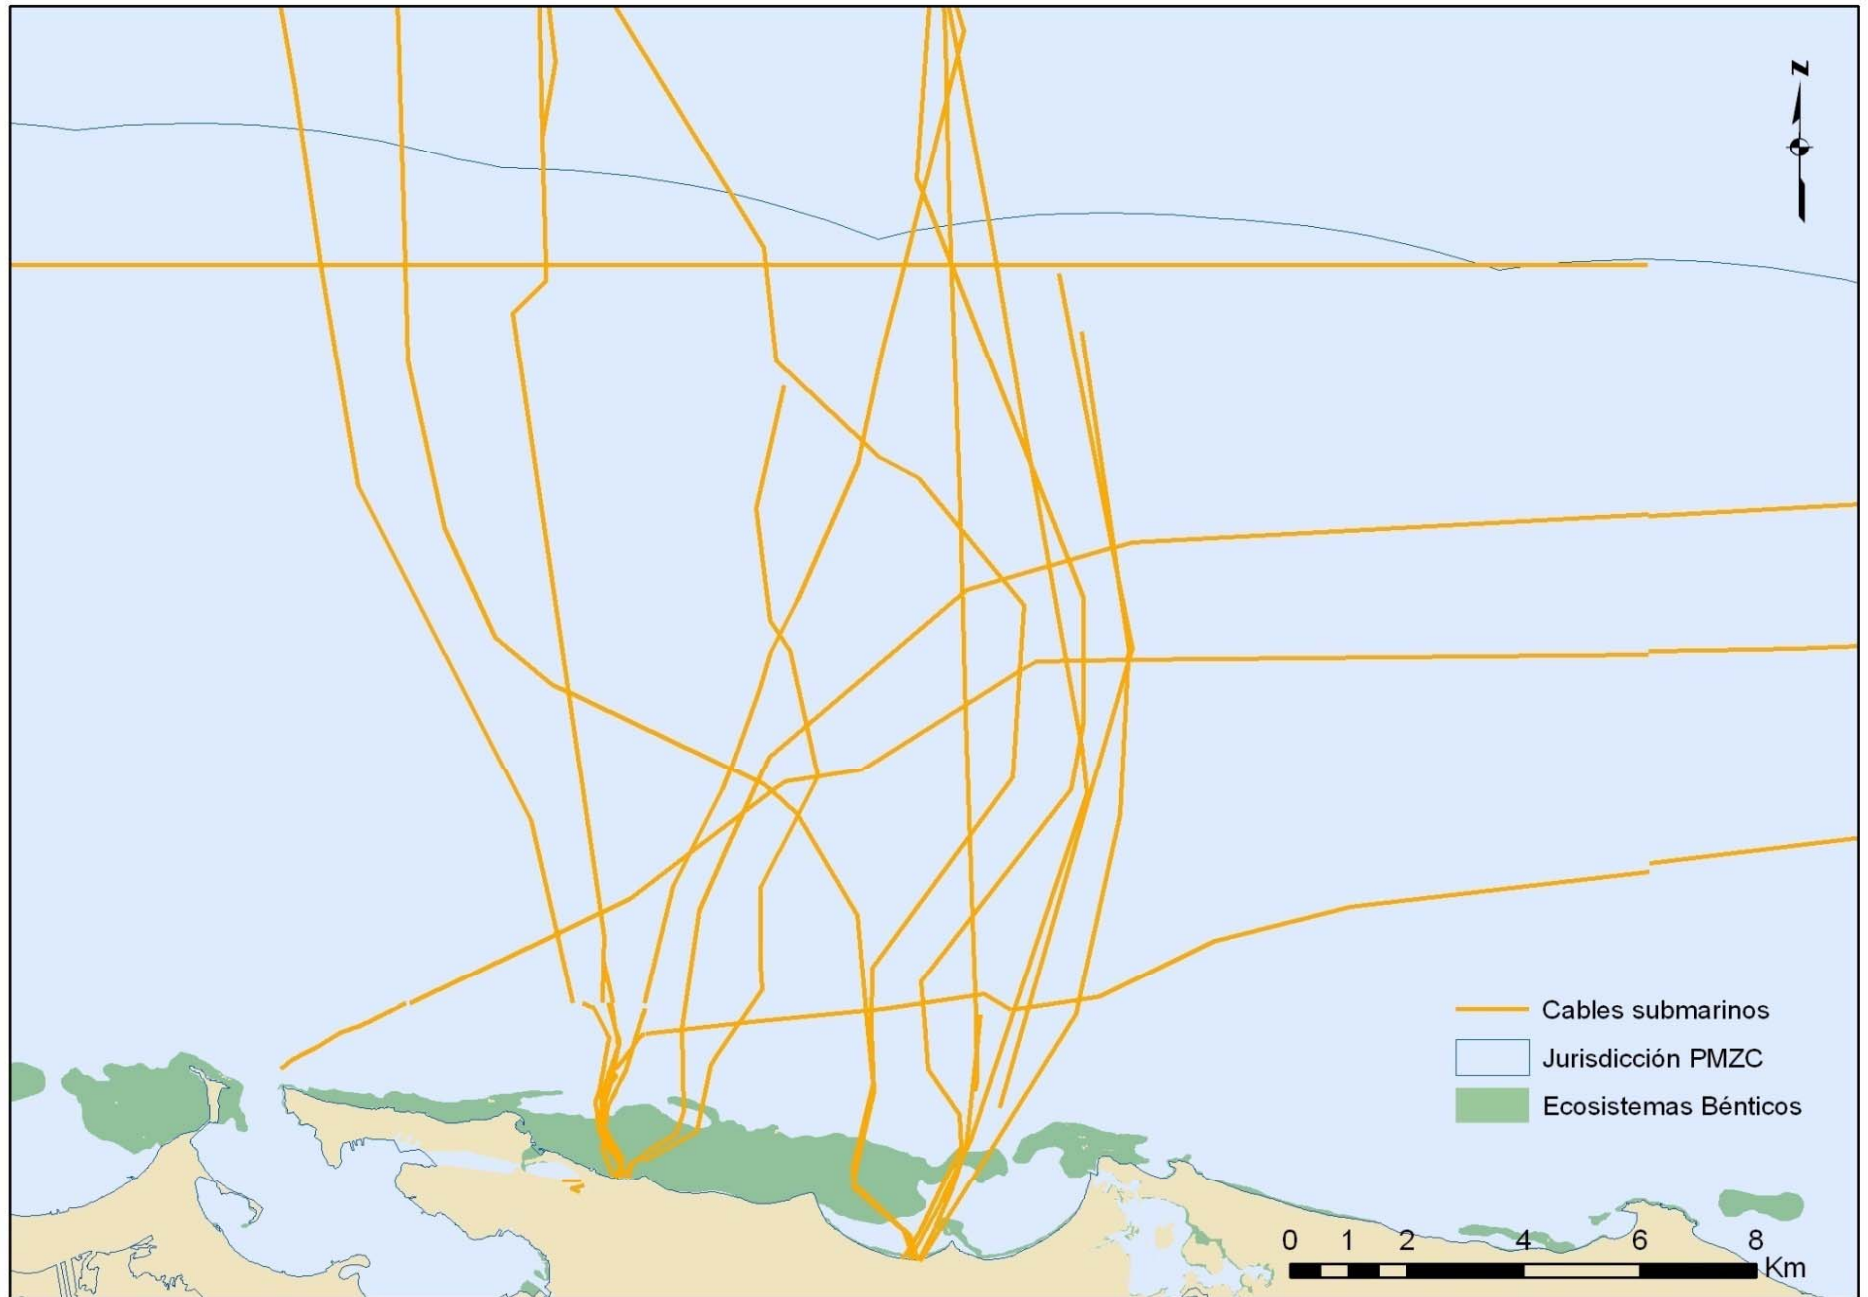 N
Cables submarinos
Jurisdicción PMZC
Ecosistemas Bénticos
0 1 2 4 6 8
Km